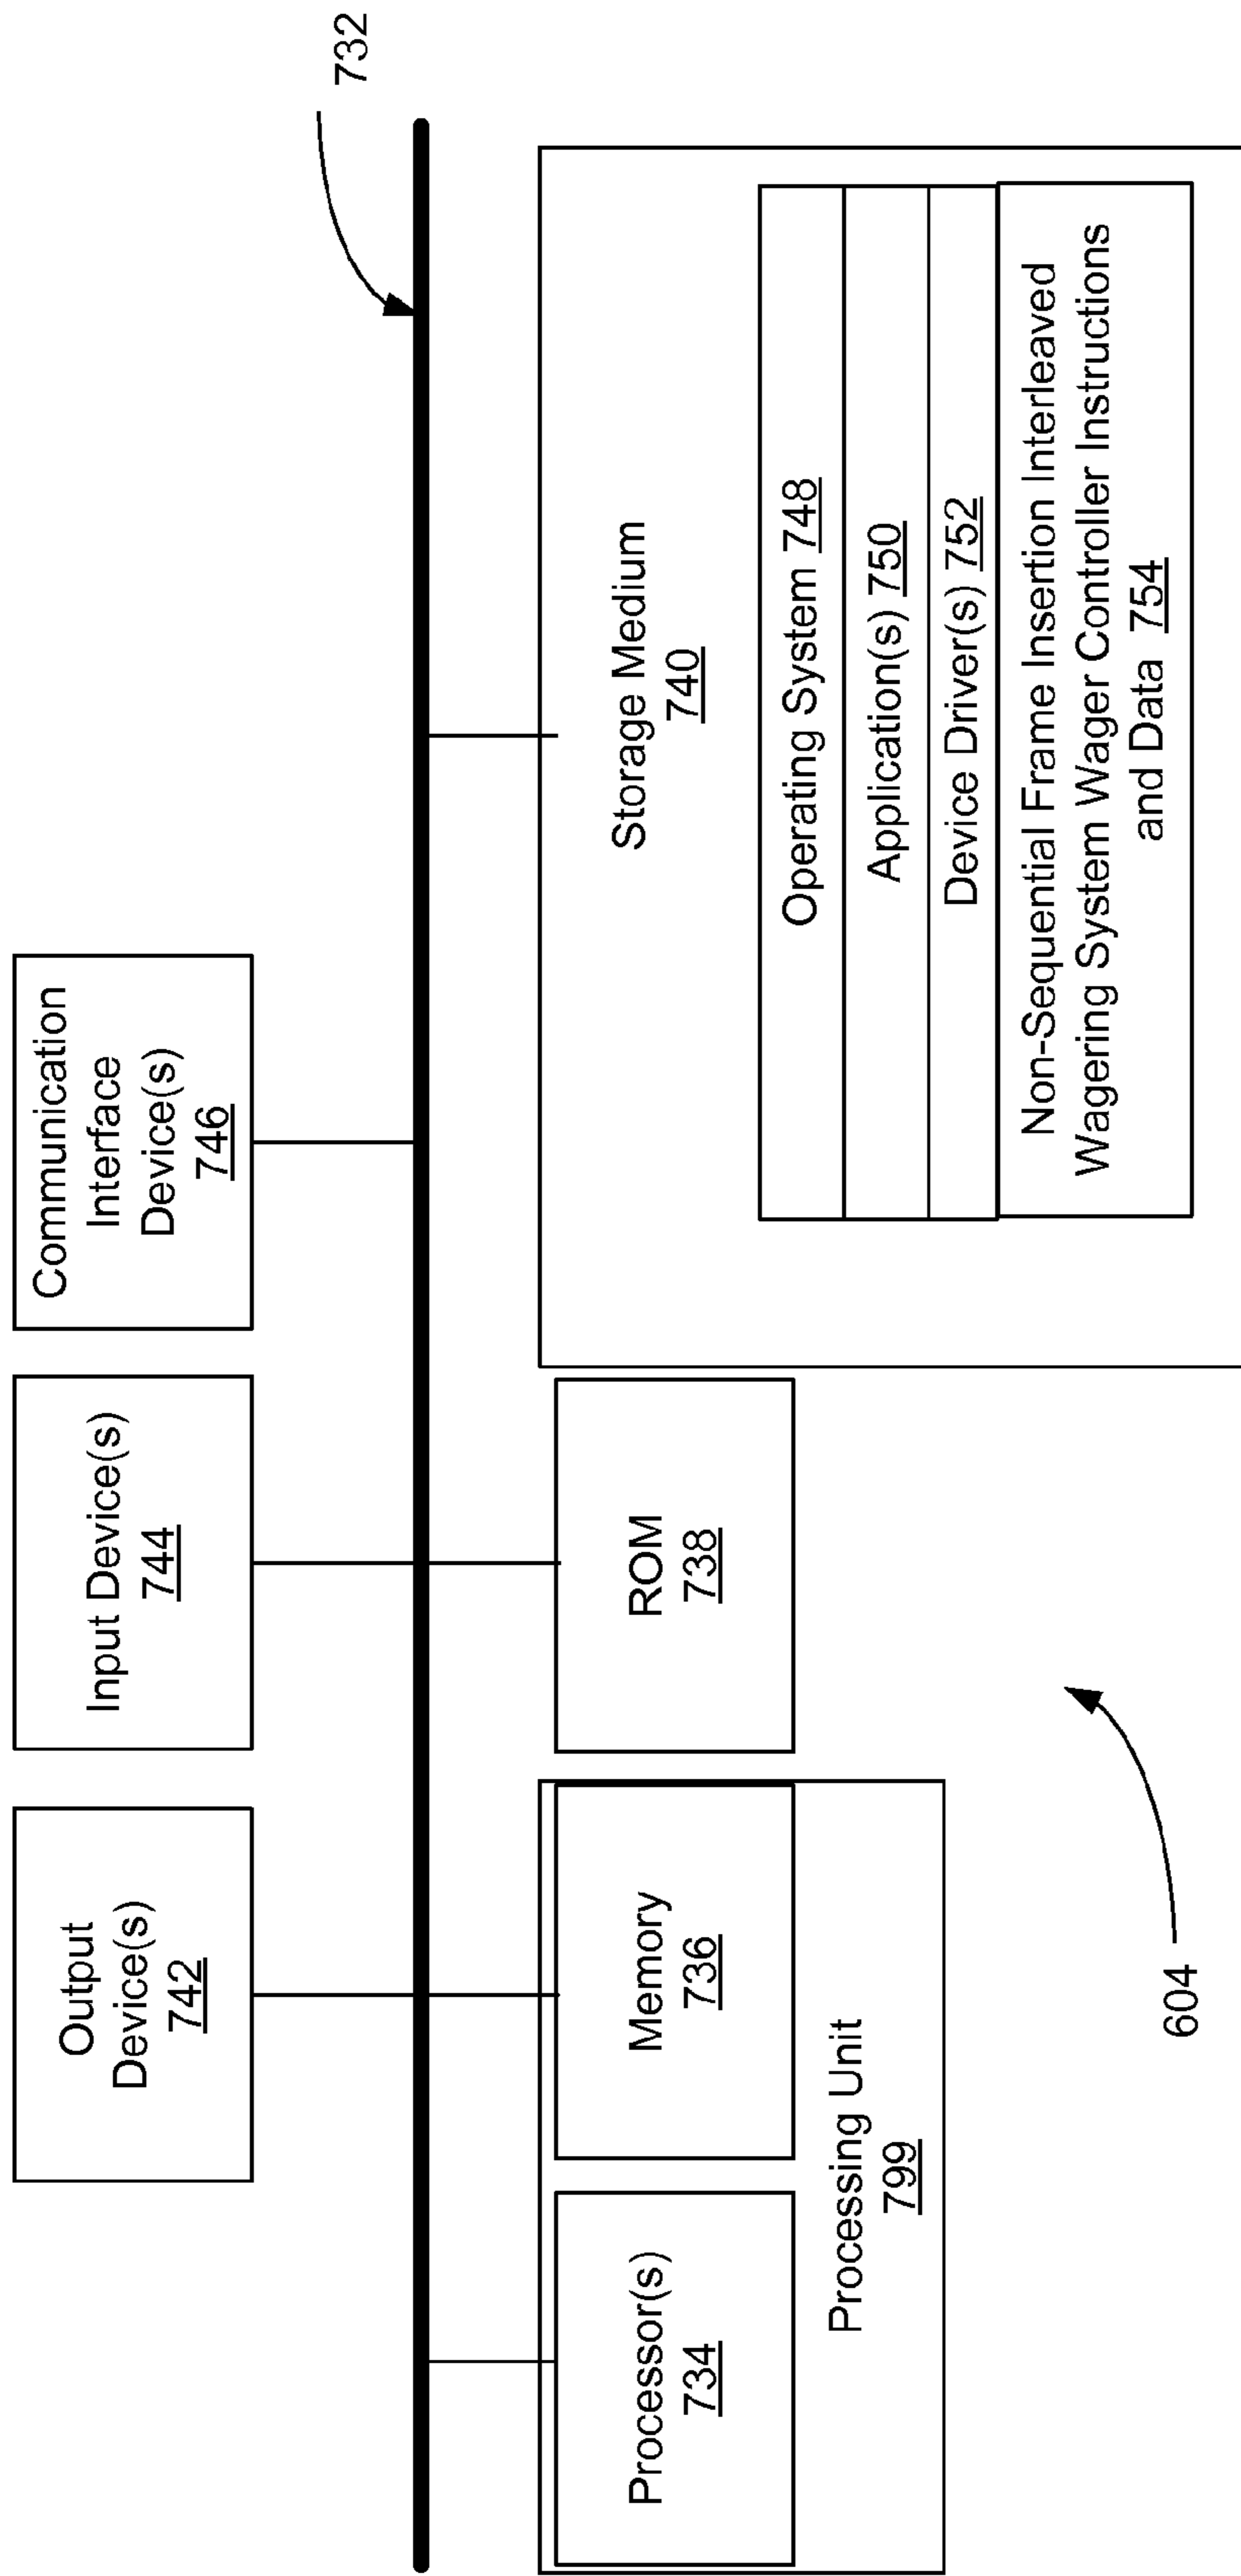 732
Output
Device(s)
742
Input Device(s)
744
Communication
Interface
Device(s)
746
Processor(s)
734
Memory
736
Processing Unit
799
ROM
738
Storage Medium
740
Operating System 748
Application(s) 750
Device Driver(s) 752
Non-Sequential Frame Insertion Interleaved
Wagering System Wager Controller Instructions
and Data 754
604